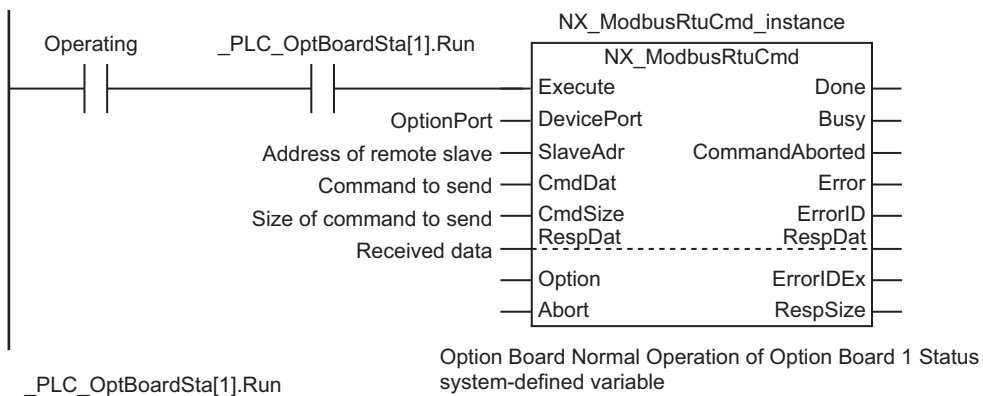 NX_ModbusRtuCmd_instance
Operating _PLC_OptBoardSta[1].Run
NX_ModbusRtuCmd
Execute Done
OptionPort DevicePort Busy
Address of remote slave SlaveAdr CommandAborted
Command to send CmdDat Error
Size of command to send CmdSize ErrorID
Received data RespDat RespDat
Option ErrorIDEx
Abort RespSize
_PLC_OptBoardSta[1].Run
Option Board Normal Operation of Option Board 1 Status
system-defined variable